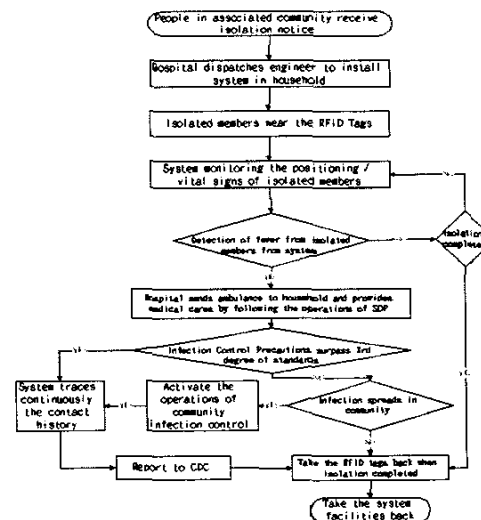 People in associated community receive
isolation notice
Hospital dispatches engineer to install
system in household
Isolated members near the RFID Tags
System monitoring the positioning /
vital signs of isolated members
Isolation
complete
Detection of fever from isolated
members from system
Hospital sends ambulance to household and provides
medical cares by following the operations of SOP
Infection Control Precautions surpass 3rd
degree of standards
System traces
continuously
the contact
history
Activate the
operations of
community
infection control
Infection spreads in
community
Report to CDC
Take the RFID tags back when
isolation completed
Take the system
facilities back